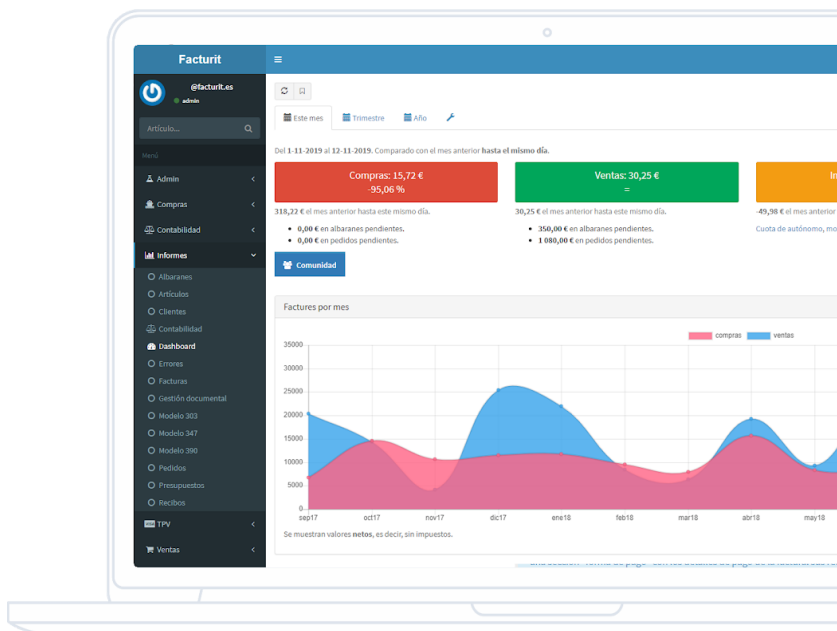 Facturit
@facturit.es
admin
Artículo...
Menú
Admin
Compras
Contabilidad
Informes
Albaranes
Artículos
Clientes
Contabilidad
Dashboard
Errores
Facturas
Gestión documental
Modelo 303
Modelo 347
Modelo 390
Pedidos
Presupuestos
Recibos
TPV
Ventas
Este mes Trimestre Año
Del 1-11-2019 al 12-11-2019. Comparado con el mes anterior hasta el mismo día.
Compras: 15,72 €
-95,06 %
318,22 € el mes anterior hasta este mismo día.
0,00 € en albaranes pendientes.
0,00 € en pedidos pendientes.
Ventas: 30,25 €
=
30,25 € el mes anterior hasta este mismo día.
350,00 € en albaranes pendientes.
1 080,00 € en pedidos pendientes.
In
-49,98 € el mes anterior
Cuota de autónomo, mo
Comunidad
Factures por mes
compras ventas
35000
30000
25000
20000
15000
10000
5000
0
sep17 oct17 nov17 dic17 ene18 feb18 mar18 abr18 may18
Se muestran valores netos, es decir, sin impuestos.